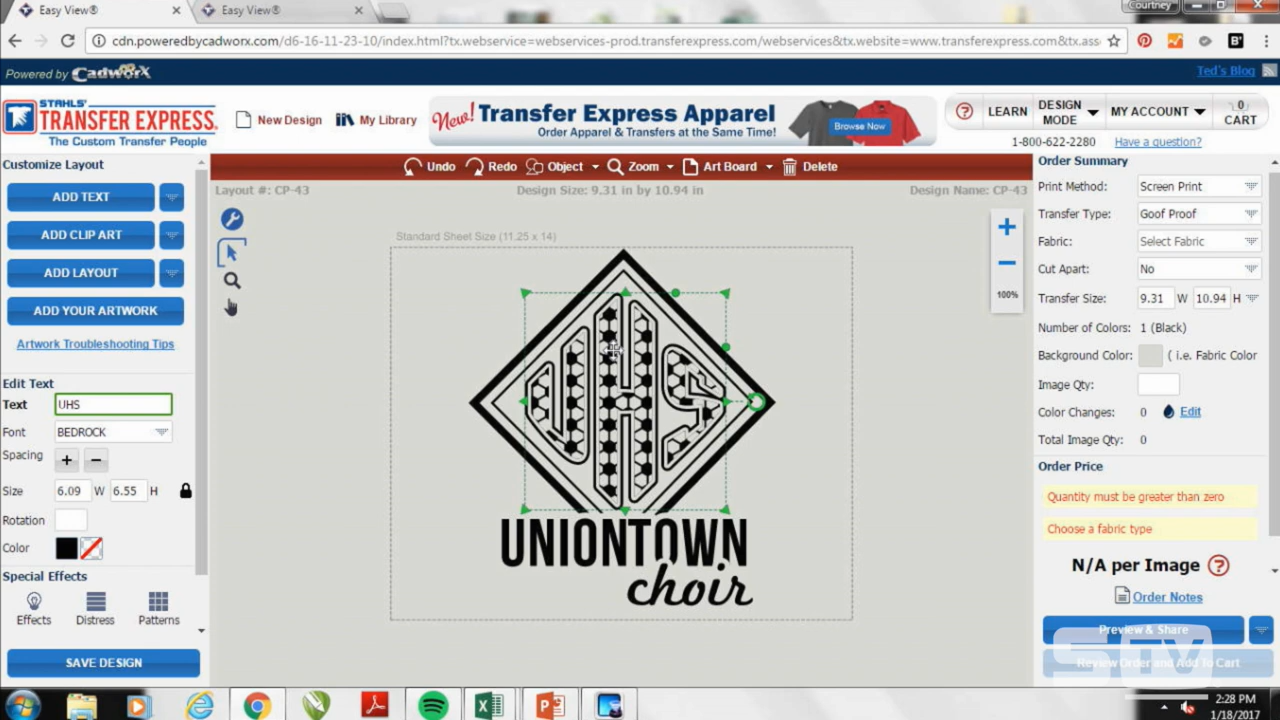 Easy View®
Easy View®
Courtney
cdn.poweredbycadworx.com/d6-16-11-23-10/index.html?tx.webservice=webservices-prod.transferexpress.com/webservices&tx.website=www.transferexpress.com&tx.ass
Powered by CadworX
Ted's Blog
STAHLS'
TRANSFER EXPRESS.
The Custom Transfer People
New Design
My Library
New!
Transfer Express Apparel
Order Apparel & Transfers at the Same Time!
Browse Now
LEARN
DESIGN MODE
MY ACCOUNT
0
CART
1-800-622-2280
Have a question?
Customize Layout
ADD TEXT
ADD CLIP ART
ADD LAYOUT
ADD YOUR ARTWORK
Artwork Troubleshooting Tips
Edit Text
Text UHS
Font BEDROCK
Spacing + -
Size 6.09 W 6.55 H
Rotation
Color
Special Effects
Effects Distress Patterns
SAVE DESIGN
Undo Redo Object Zoom Art Board Delete
Layout #: CP-43 Design Size: 9.31 in by 10.94 in Design Name: CP-43
Standard Sheet Size (11.25 x 14)
100%
UHS
UNIONTOWN
choir
Order Summary
Print Method: Screen Print
Transfer Type: Goof Proof
Fabric: Select Fabric
Cut Apart: No
Transfer Size: 9.31 W 10.94 H
Number of Colors: 1 (Black)
Background Color: ( i.e. Fabric Color
Image Qty:
Color Changes: 0 Edit
Total Image Qty: 0
Order Price
Quantity must be greater than zero
Choose a fabric type
N/A per Image ?
Order Notes
Preview & Share
Review Order and Add To Cart
STV
2:28 PM
1/18/2017